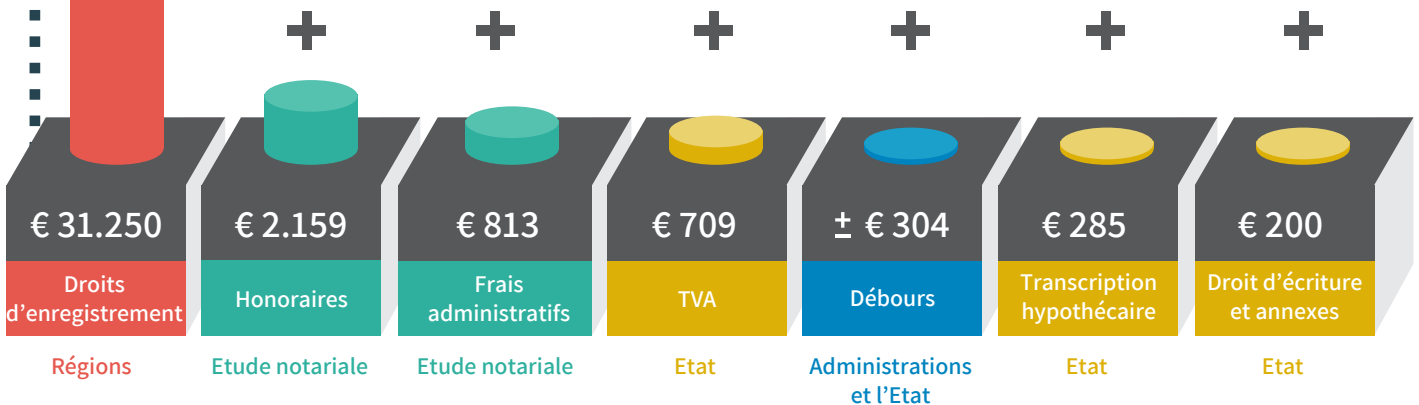 + + + + + +
€ 31.250
Droits
d’enregistrement
Régions
€ 2.159
Honoraires
Etude notariale
€ 813
Frais
administratifs
Etude notariale
€ 709
TVA
Etat
± € 304
Débours
Administrations
et l’Etat
€ 285
Transcription
hypothécaire
Etat
€ 200
Droit d’écriture
et annexes
Etat